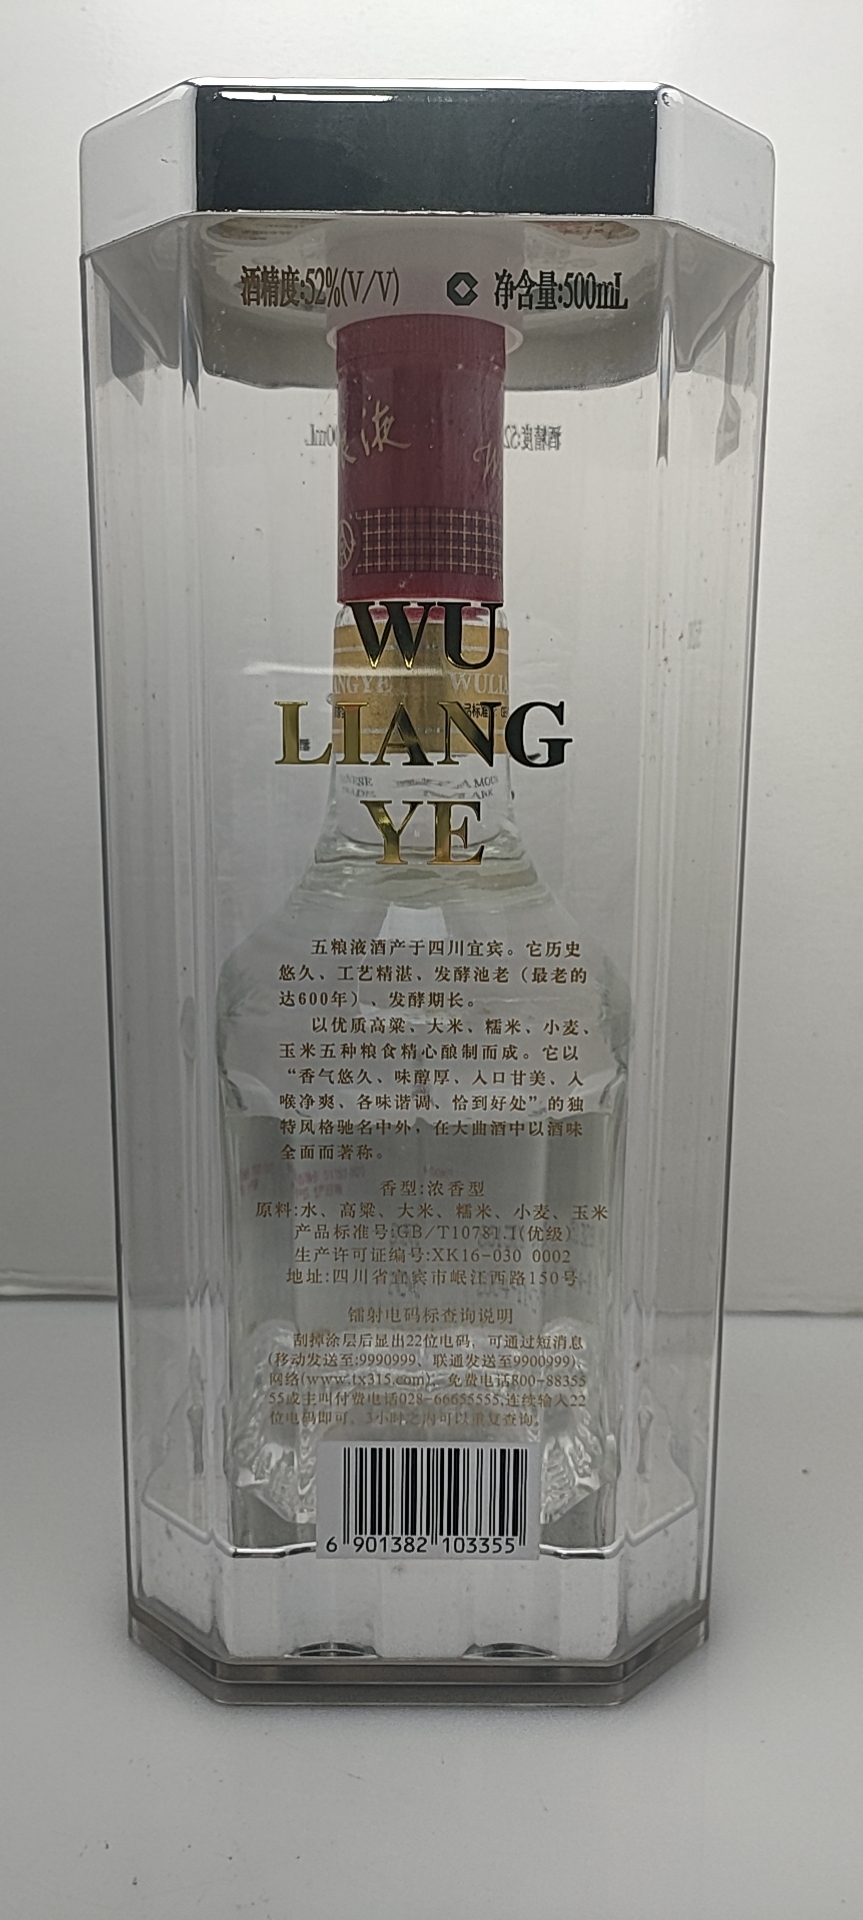 酒精度:52%(V/V) 净含量:500mL
液
WU
LIANG
YE
五粮液酒产于四川宜宾。它历史
悠久、工艺精湛、发酵池老（最老的
达600年）、发酵期长。
以优质高粱、大米、糯米、小麦、
玉米五种粮食精心酿制而成。它以
“香气悠久、味醇厚、入口甘美、入
喉净爽、各味谐调、恰到好处”的独
特风格驰名中外，在大曲酒中以酒味
全面而著称。
香型:浓香型
原料:水、高粱、大米、糯米、小麦、玉米
产品标准号:GB/T10781.1(优级)
生产许可证编号:XK16-030 0002
地址:四川省宜宾市岷江西路150号
镭射电码标查询说明
刮掉涂层后显出22位电码，可通过短消息
(移动发送至:9990999、联通发送至9900999)、
网络(www.tx315.com)、免费电话800-88355
55或主叫付费电话028-66655555,连续输入22
位电码即可，3小时之内可以重复查询。
6 901382 103355